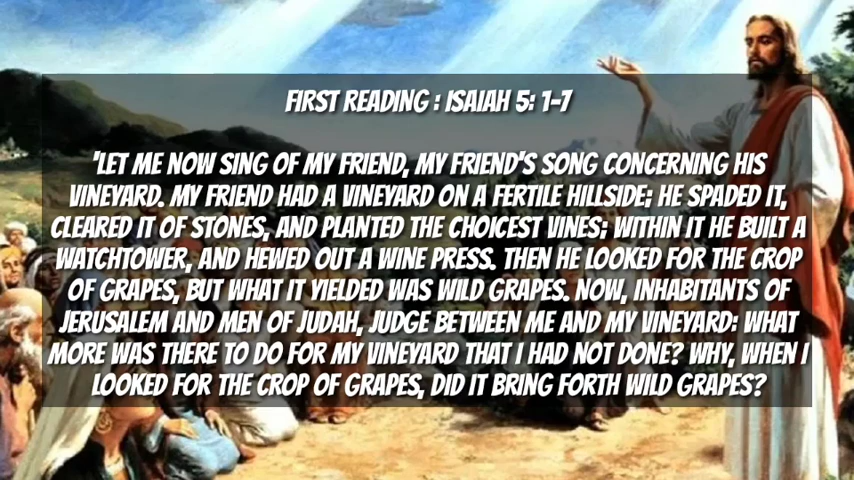 FIRST READING : ISAIAH 5: 1-7
'LET ME NOW SING OF MY FRIEND, MY FRIEND'S SONG CONCERNING HIS
VINEYARD. MY FRIEND HAD A VINEYARD ON A FERTILE HILLSIDE; HE SPADED IT,
CLEARED IT OF STONES, AND PLANTED THE CHOICEST VINES; WITHIN IT HE BUILT A
WATCHTOWER, AND HEWED OUT A WINE PRESS. THEN HE LOOKED FOR THE CROP
OF GRAPES, BUT WHAT IT YIELDED WAS WILD GRAPES. NOW, INHABITANTS OF
JERUSALEM AND MEN OF JUDAH, JUDGE BETWEEN ME AND MY VINEYARD: WHAT
MORE WAS THERE TO DO FOR MY VINEYARD THAT I HAD NOT DONE? WHY, WHEN I
LOOKED FOR THE CROP OF GRAPES, DID IT BRING FORTH WILD GRAPES?